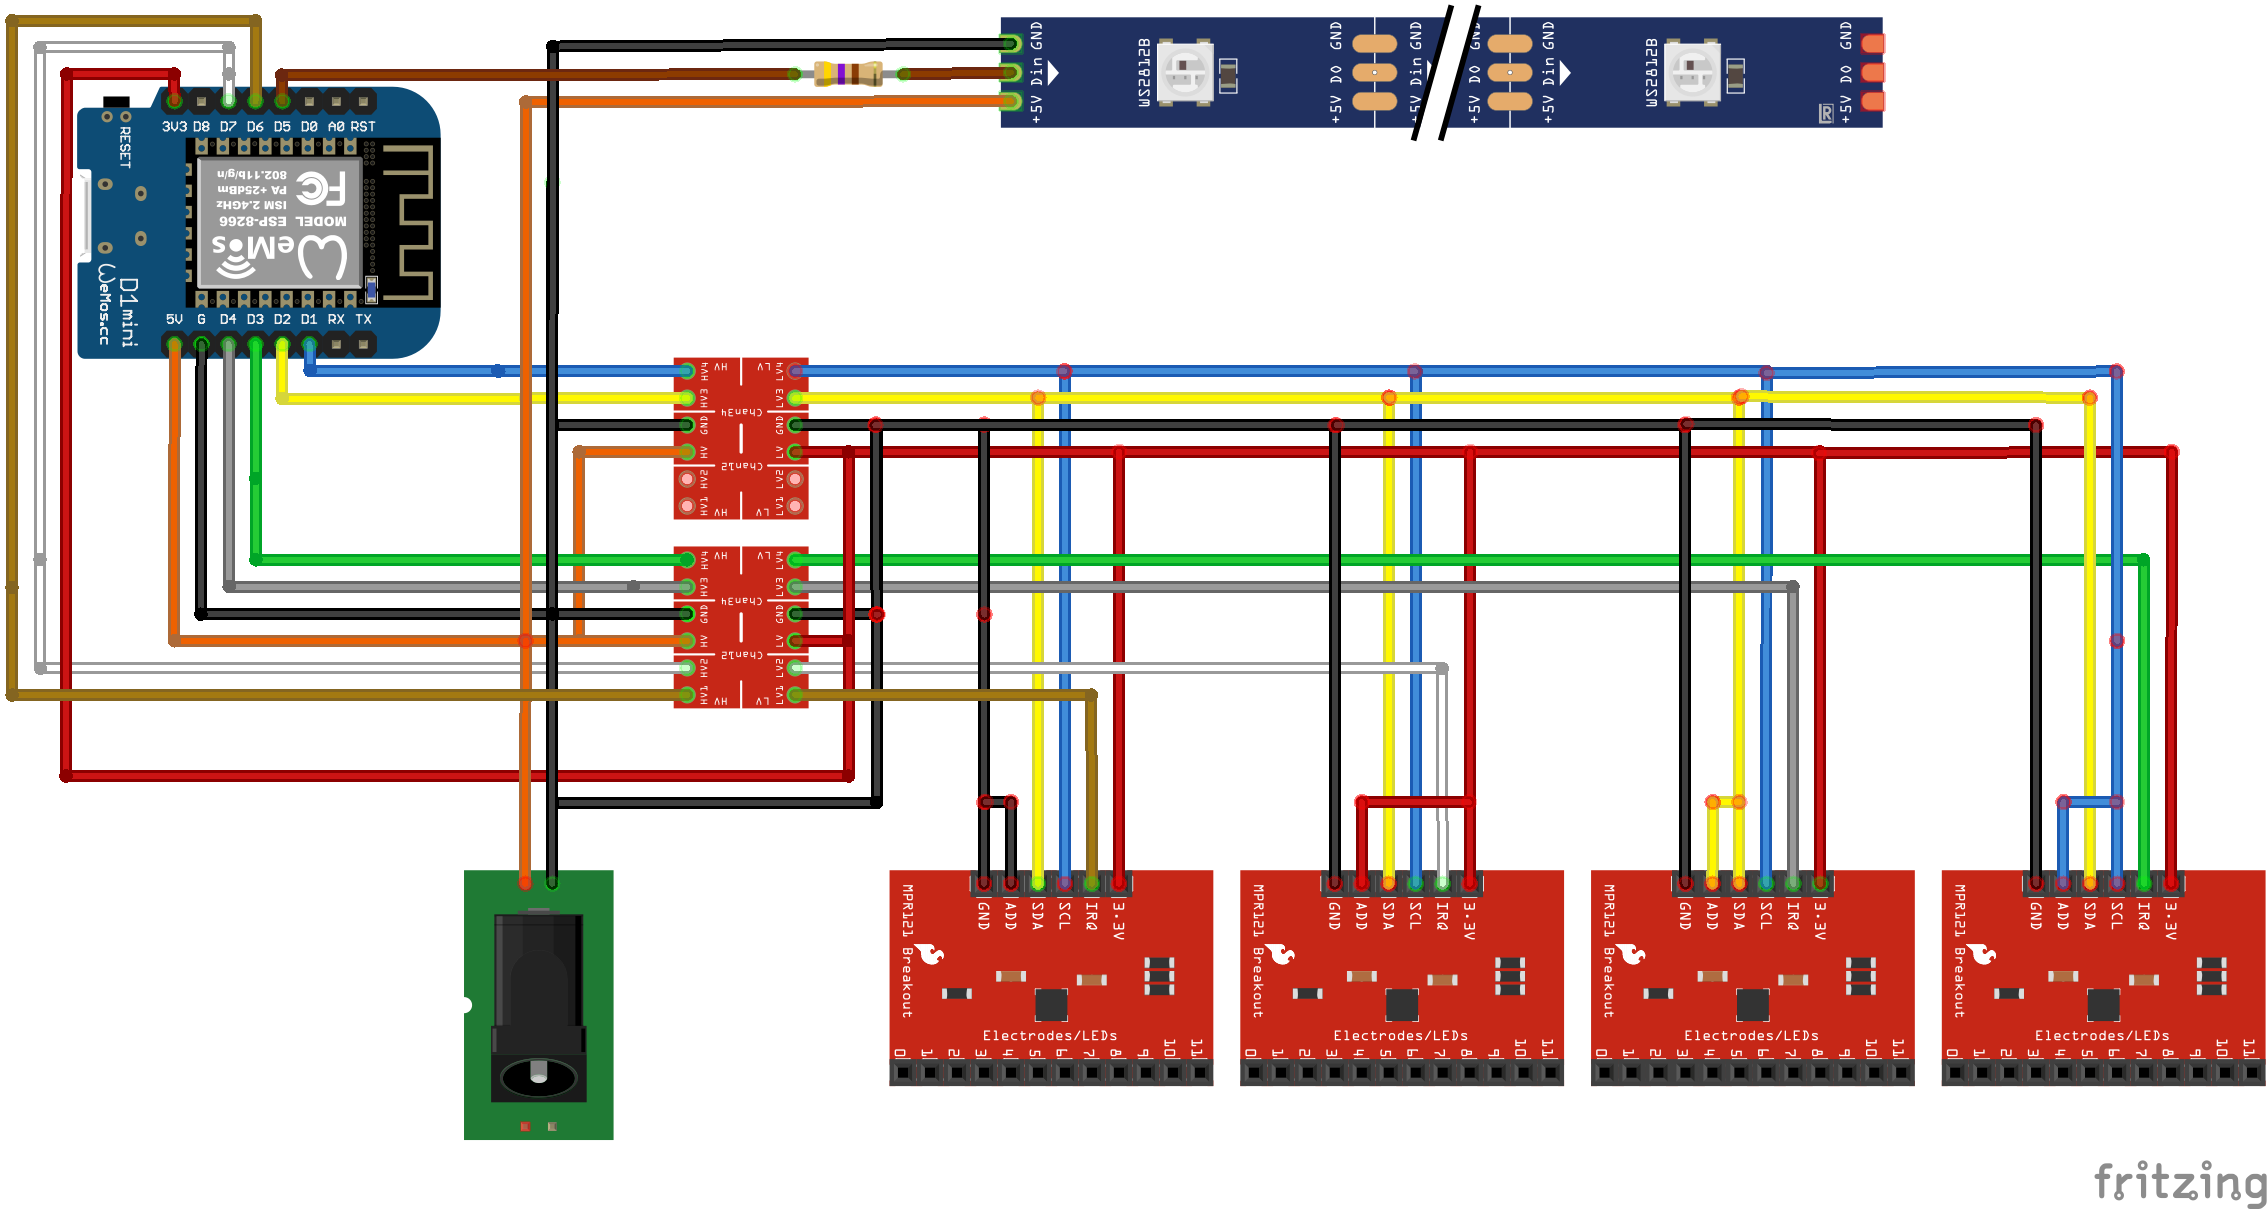 GND Din +5V
WS2812B
GND DO +5V
GND Din +5V
GND DO +5V
GND Din +5V
WS2812B
GND DO +5V
R
3V3 D8 D7 D6 D5 D0 A0 RST
RESET
802.11b/g/n
PA +25dBm
ISM 2.4GHz
MODEL ESP-8266
FC
WeMos
D1mini
WeMos.cc
5V G D4 D3 D2 D1 RX TX
HV4 HV LV LV4
HV3 LV3
Chan34
GND GND
HV LV
Chan12
HV2 LV2
HV1 HV LV LV1
HV4 HV LV LV4
HV3 LV3
Chan34
GND GND
HV LV
Chan12
HV2 LV2
HV1 HV LV LV1
GND ADD SDA SCL IRQ 3.3V
MPR121 Breakout
Electrodes/LEDs
0 1 2 3 4 5 6 7 8 9 10 11
GND ADD SDA SCL IRQ 3.3V
MPR121 Breakout
Electrodes/LEDs
0 1 2 3 4 5 6 7 8 9 10 11
GND ADD SDA SCL IRQ 3.3V
MPR121 Breakout
Electrodes/LEDs
0 1 2 3 4 5 6 7 8 9 10 11
GND ADD SDA SCL IRQ 3.3V
MPR121 Breakout
Electrodes/LEDs
0 1 2 3 4 5 6 7 8 9 10 11
fritzing